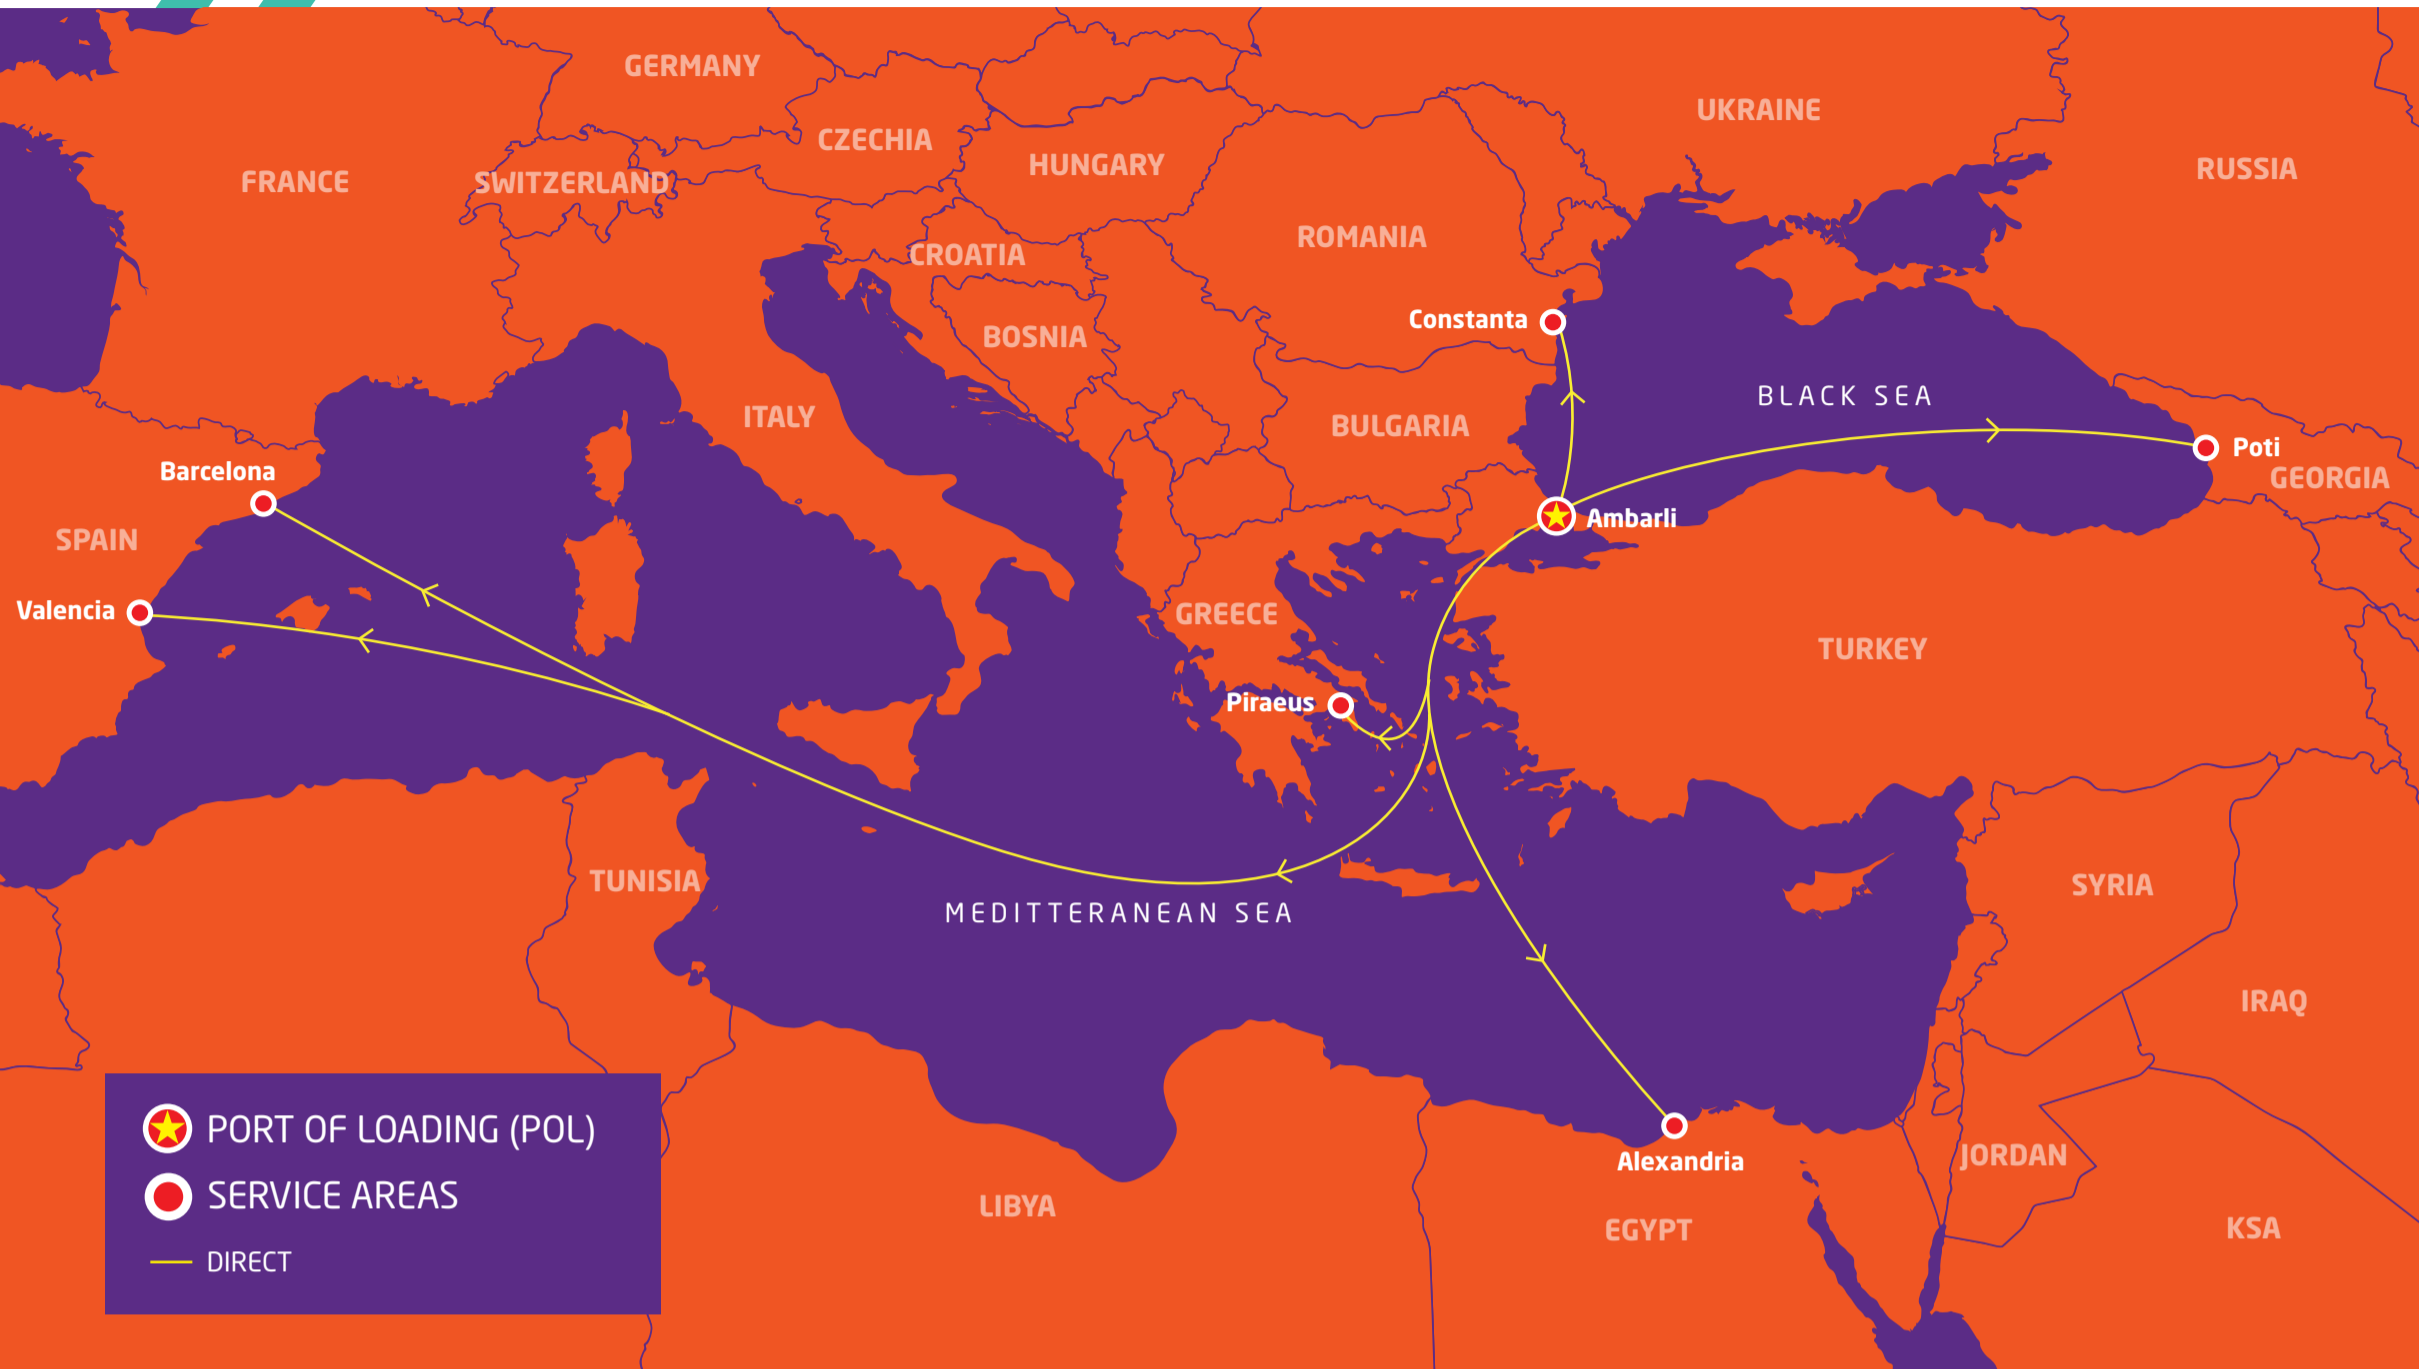 GERMANY
UKRAINE
CZECHIA
HUNGARY
RUSSIA
FRANCE
SWITZERLAND
ROMANIA
CROATIA
Constanta
BOSNIA
BLACK SEA
ITALY
BULGARIA
Poti
Barcelona
GEORGIA
Ambarli
SPAIN
Valencia
GREECE
TURKEY
Piraeus
TUNISIA
SYRIA
MEDITTERANEAN SEA
IRAQ
PORT OF LOADING (POL)
JORDAN
Alexandria
SERVICE AREAS
LIBYA
EGYPT
KSA
DIRECT